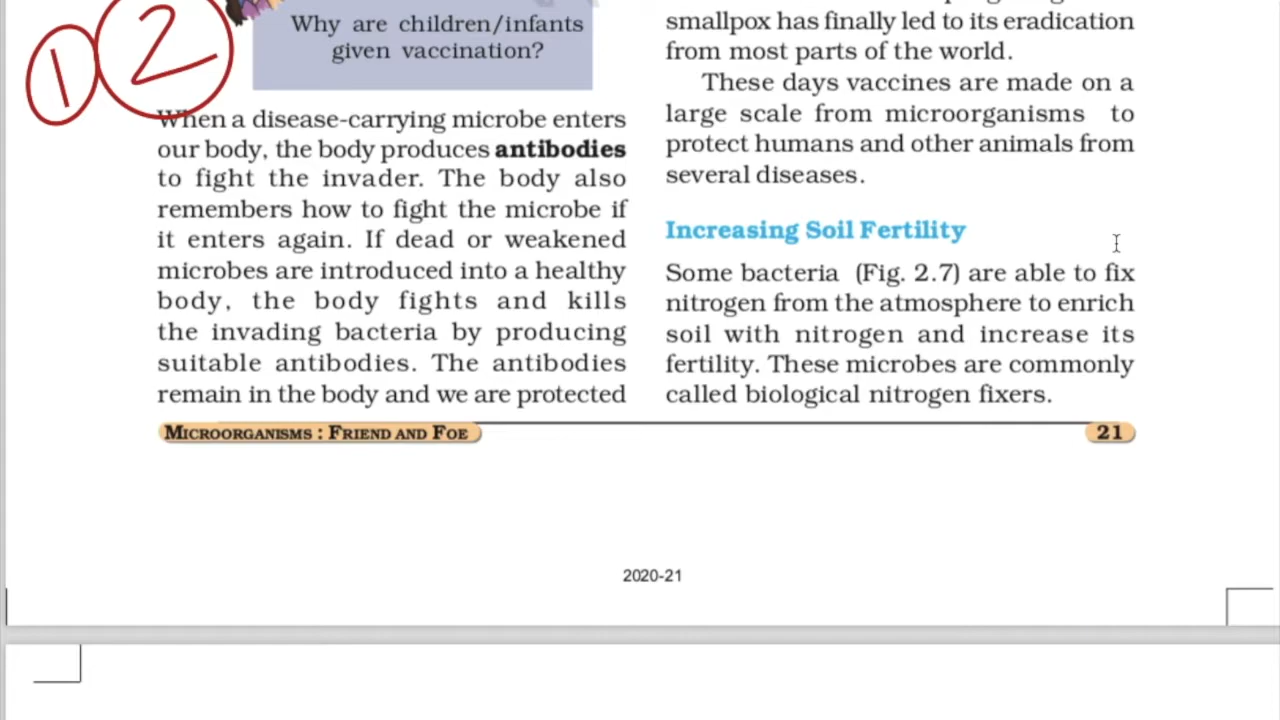 1
2
Why are children/infants
given vaccination?
When a disease-carrying microbe enters
our body, the body produces antibodies
to fight the invader. The body also
remembers how to fight the microbe if
it enters again. If dead or weakened
microbes are introduced into a healthy
body, the body fights and kills
the invading bacteria by producing
suitable antibodies. The antibodies
remain in the body and we are protected
smallpox has finally led to its eradication
from most parts of the world.
These days vaccines are made on a
large scale from microorganisms to
protect humans and other animals from
several diseases.
Increasing Soil Fertility
Some bacteria (Fig. 2.7) are able to fix
nitrogen from the atmosphere to enrich
soil with nitrogen and increase its
fertility. These microbes are commonly
called biological nitrogen fixers.
MICROORGANISMS : FRIEND AND FOE
21
2020-21